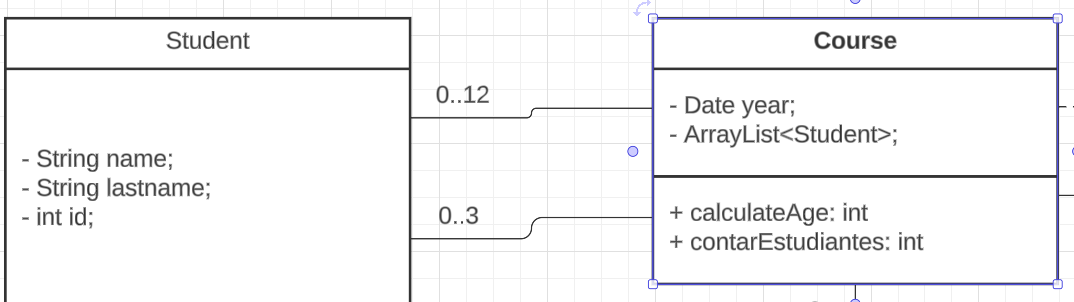 Student
- String name;
- String lastname;
- int id;
0..12
0..3
Course
- Date year;
- ArrayList<Student>;
+ calculateAge: int
+ contarEstudiantes: int